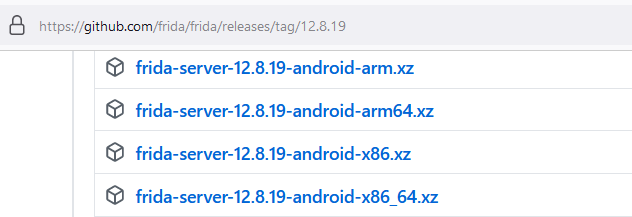 https://github.com/frida/frida/releases/tag/12.8.19
frida-server-12.8.19-android-arm.xz
frida-server-12.8.19-android-arm64.xz
frida-server-12.8.19-android-x86.xz
frida-server-12.8.19-android-x86_64.xz